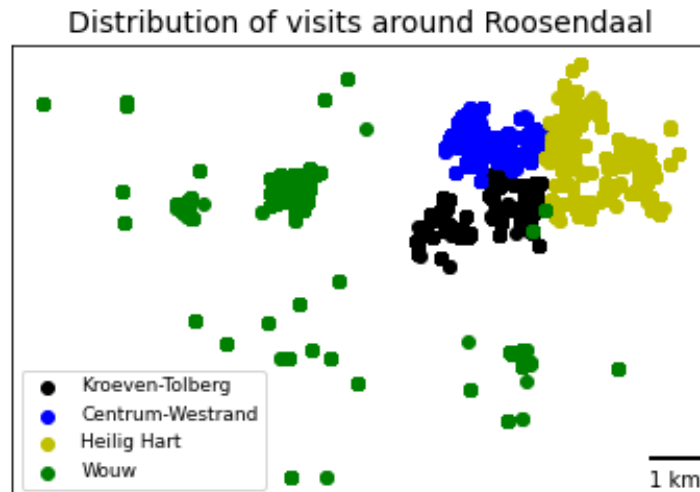 Distribution of visits around Roosendaal
Kroeven-Tolberg
Centrum-Westrand
Heilig Hart
Wouw
1 km